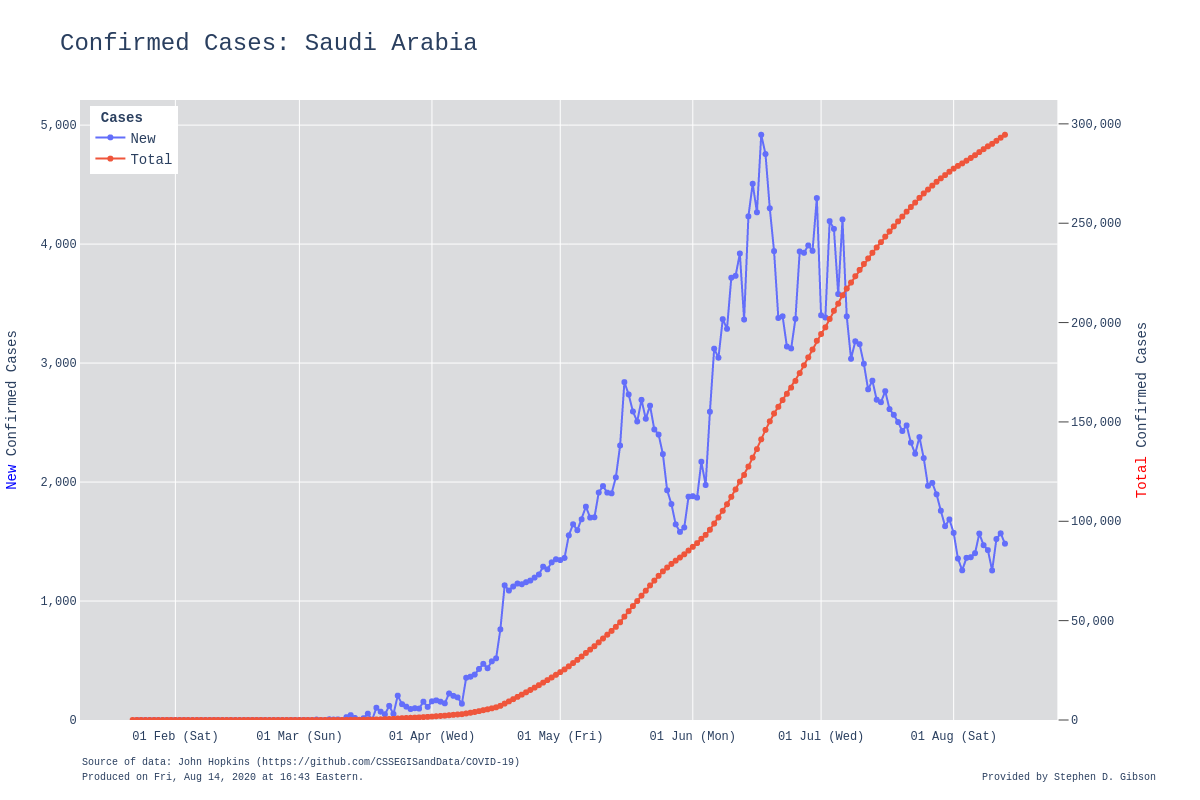 Confirmed Cases: Saudi Arabia
Cases
New
Total
5,000
4,000
3,000
2,000
1,000
0
New Confirmed Cases
300,000
250,000
200,000
150,000
100,000
50,000
0
Total Confirmed Cases
01 Feb (Sat)
01 Mar (Sun)
01 Apr (Wed)
01 May (Fri)
01 Jun (Mon)
01 Jul (Wed)
01 Aug (Sat)
Source of data: John Hopkins (https://github.com/CSSEGISandData/COVID-19)
Produced on Fri, Aug 14, 2020 at 16:43 Eastern.
Provided by Stephen D. Gibson